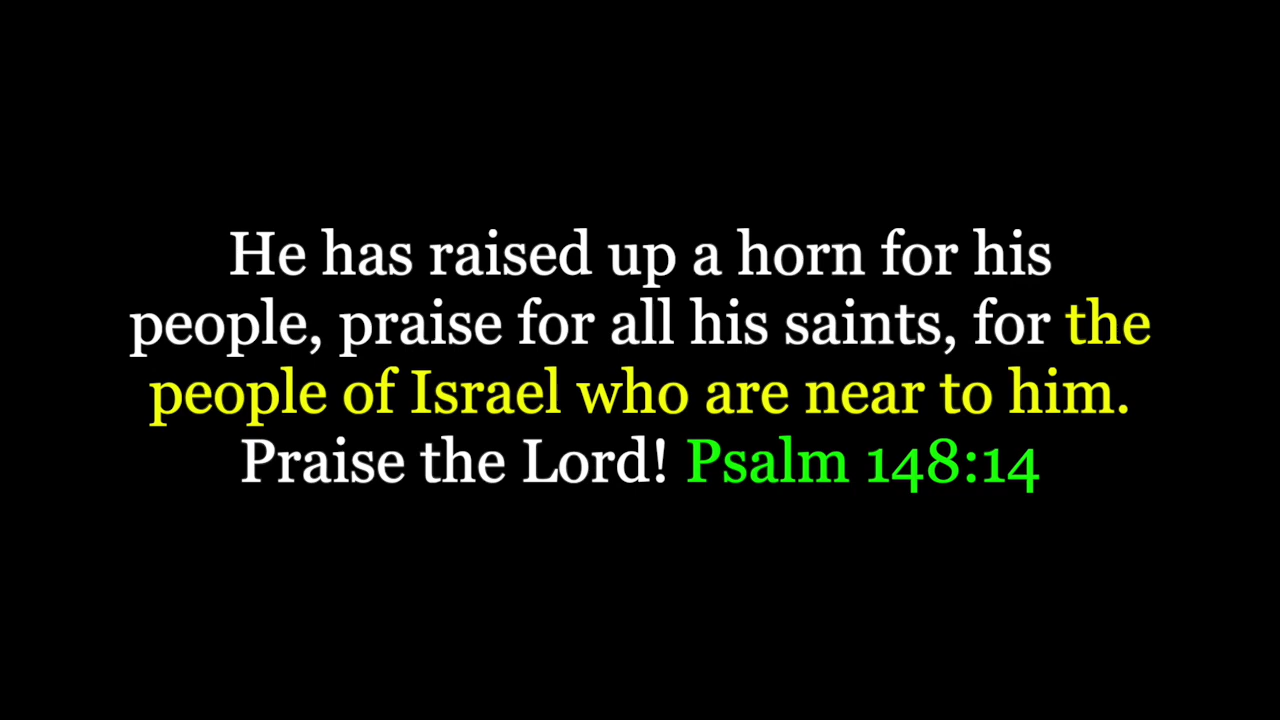 He has raised up a horn for his
people, praise for all his saints, for the
people of Israel who are near to him.
Praise the Lord! Psalm 148:14